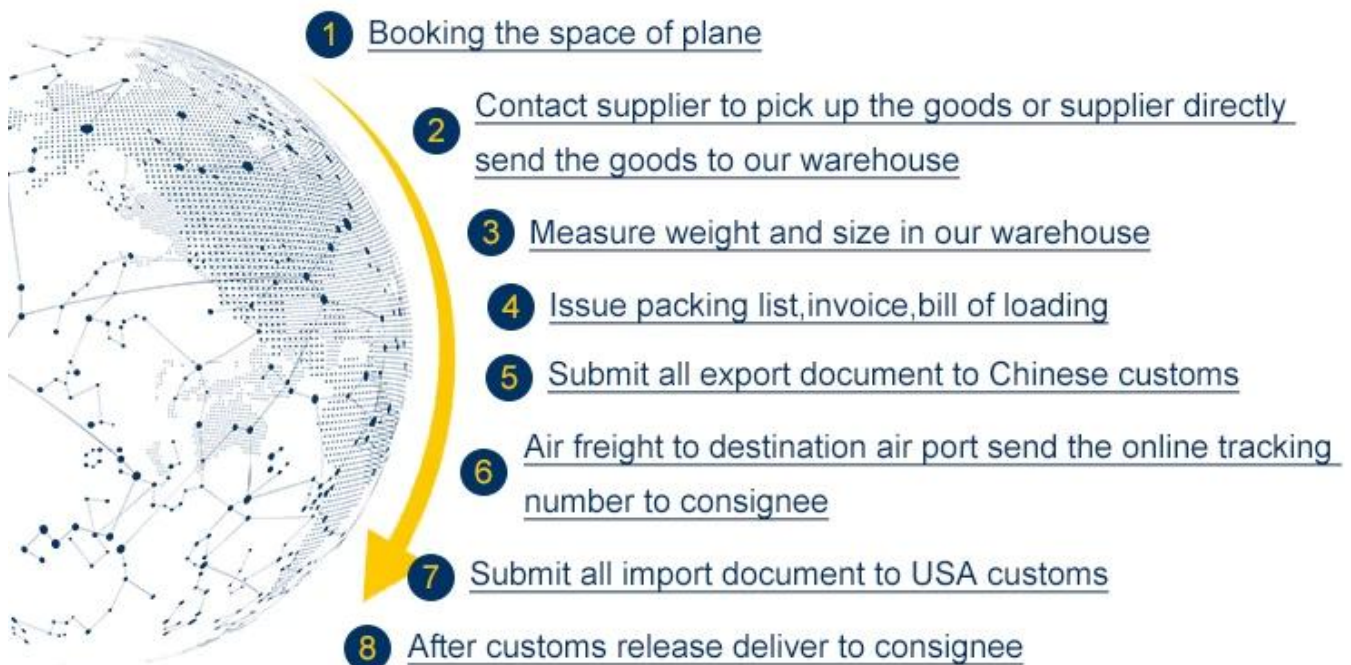 1 Booking the space of plane
2 Contact supplier to pick up the goods or supplier directly
send the goods to our warehouse
3 Measure weight and size in our warehouse
4 Issue packing list,invoice,bill of loading
5 Submit all export document to Chinese customs
6 Air freight to destination air port send the online tracking
number to consignee
7 Submit all import document to USA customs
8 After customs release deliver to consignee